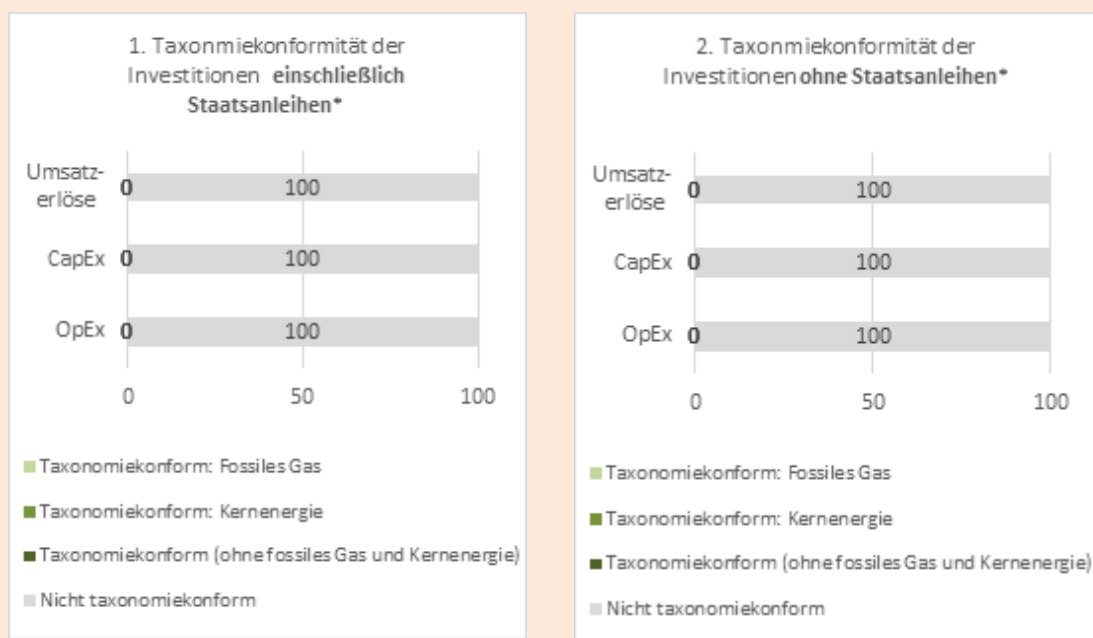 1. Taxonmiekonformität der
Investitionen einschließlich
Staatsanleihen*
Umsatz-
erlöse
0
100
CapEx
0
100
OpEx
0
100
0
50
100
Taxonomiekonform: Fossiles Gas
Taxonomiekonform: Kernenergie
Taxonomiekonform (ohne fossiles Gas und Kernenergie)
Nicht taxonomiekonform
2. Taxonmiekonformität der
Investitionen ohne Staatsanleihen*
Umsatz-
erlöse
0
100
CapEx
0
100
OpEx
0
100
0
50
100
Taxonomiekonform: Fossiles Gas
Taxonomiekonform: Kernenergie
Taxonomiekonform (ohne fossiles Gas und Kernenergie)
Nicht taxonomiekonform